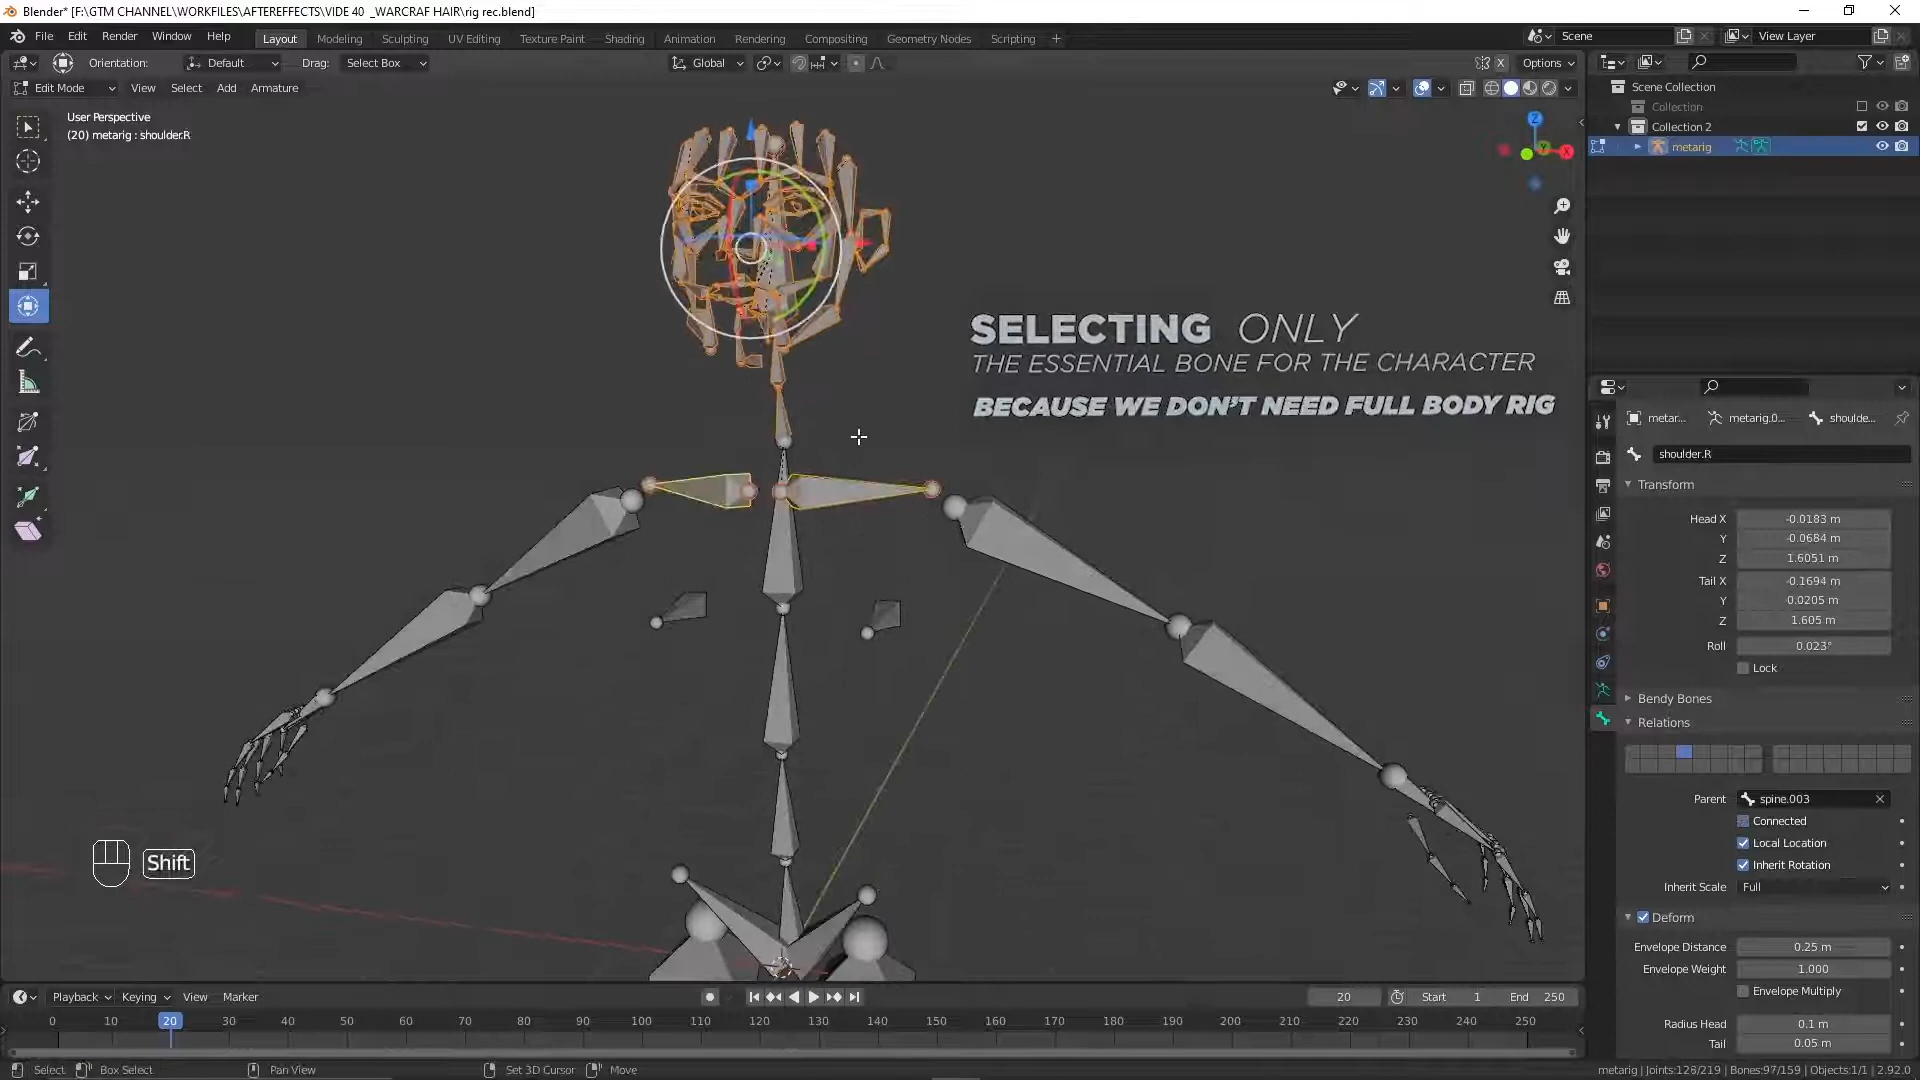 Blender* [F:\GTM CHANNEL\WORKFILES\AFTEREFFECTS\VIDE 40 _WARCRAF HAIR\rig rec.blend]
File Edit Render Window Help Layout Modeling Sculpting UV Editing Texture Paint Shading Animation Rendering Compositing Geometry Nodes Scripting + Scene View Layer
Orientation: Default Drag: Select Box Global X Options
Edit Mode View Select Add Armature
Scene Collection
Collection
Collection 2
metarig
User Perspective
(20) metarig : shoulder.R
Z
Y
X
SELECTING ONLY
THE ESSENTIAL BONE FOR THE CHARACTER
BECAUSE WE DON'T NEED FULL BODY RIG
Shift
metar... metarig.0... shoulde...
shoulder.R
Transform
Head X -0.0183 m
Y -0.0684 m
Z 1.6051 m
Tail X -0.1694 m
Y 0.0205 m
Z 1.605 m
Roll 0.023°
Lock
Bendy Bones
Relations
Parent spine.003
Connected
Local Location
Inherit Rotation
Inherit Scale Full
Deform
Envelope Distance 0.25 m
Envelope Weight 1.000
Envelope Multiply
Radius Head 0.1 m
Tail 0.05 m
Playback Keying View Marker 20 Start 1 End 250
0 10 20 30 40 50 60 70 80 90 100 110 120 130 140 150 160 170 180 190 200 210 220 230 240 250
Select Box Select Pan View Set 3D Cursor Move metarig | Joints:128/219 | Bones:97/159 | Objects:1/1 | 2.92.0